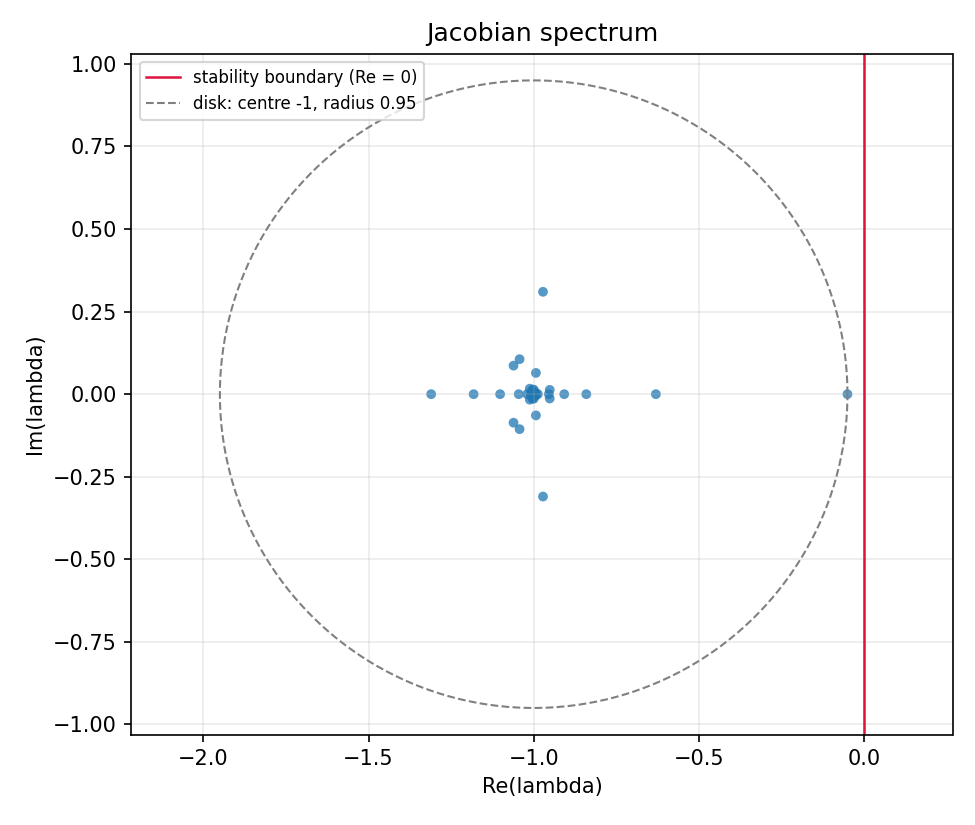 Jacobian spectrum
stability boundary (Re = 0)
disk: centre -1, radius 0.95
1.00
0.75
0.50
0.25
0.00
−0.25
−0.50
−0.75
−1.00
Im(lambda)
−2.0 −1.5 −1.0 −0.5 0.0
Re(lambda)